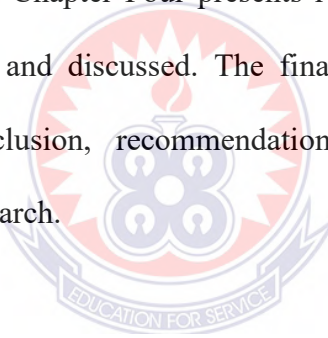 Chapter Four presents
and discussed. The fina
clusion, recommendation
arch.
EDUCATION FOR SERVICE